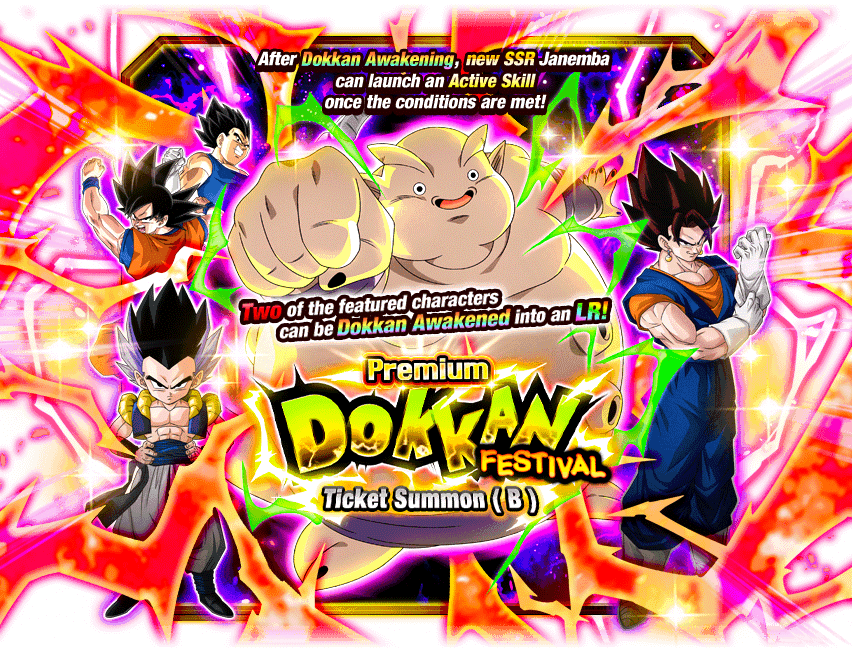 After Dokkan Awakening, new SSR Janemba
can launch an Active Skill
once the conditions are met!
Two of the featured characters
can be Dokkan Awakened into an LR!
Premium
DOKKAN
FESTIVAL
Ticket Summon ( B )